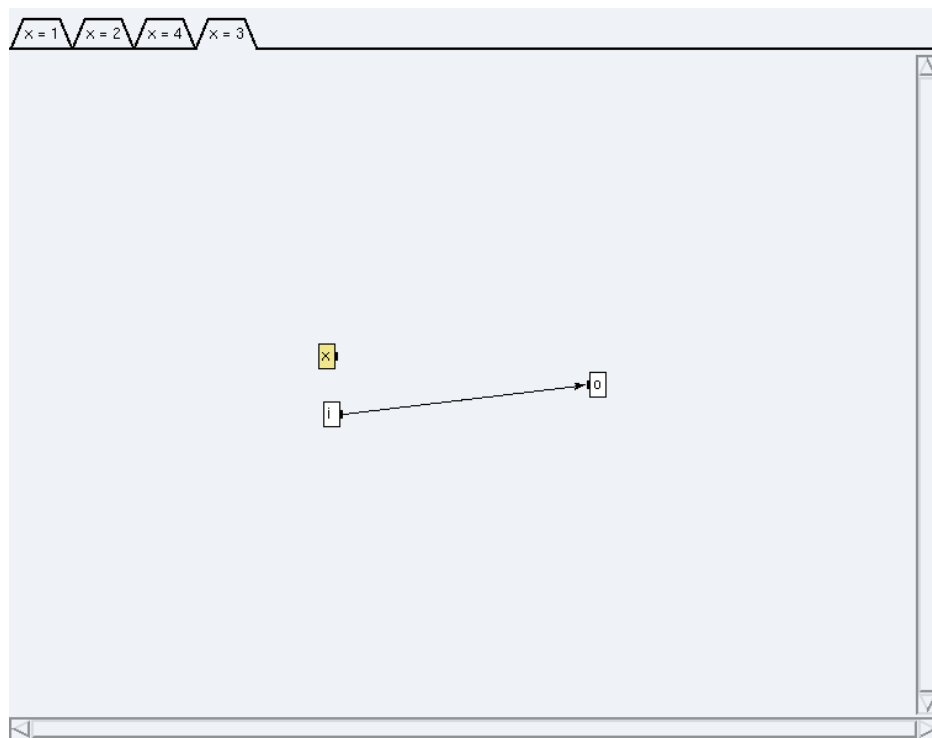 x = 1 x = 2 x = 4 x = 3
x
o
i